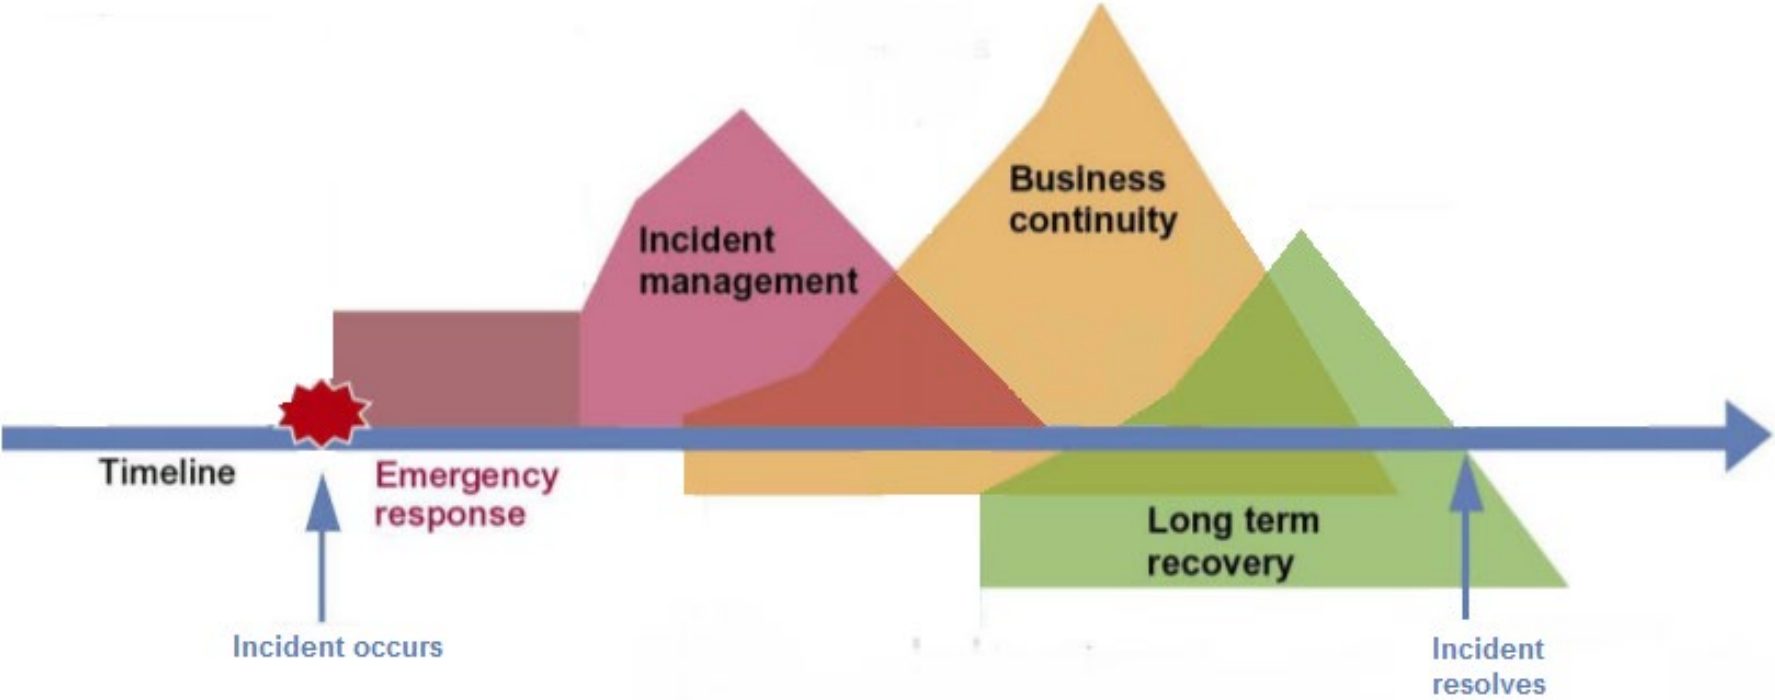 Business
continuity
Incident
management
Timeline
Emergency
response
Long term
recovery
Incident occurs
Incident
resolves